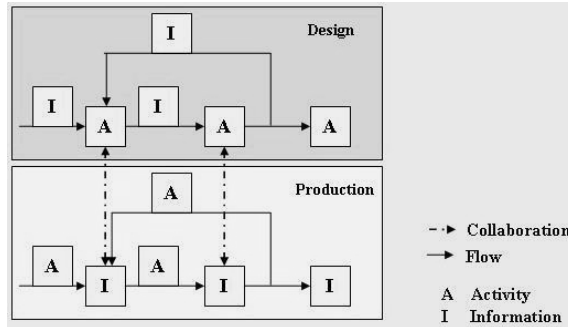 I
Design
I
I
A
A
A
A
Production
A
A
I
I
I
Collaboration
Flow
A Activity
I Information